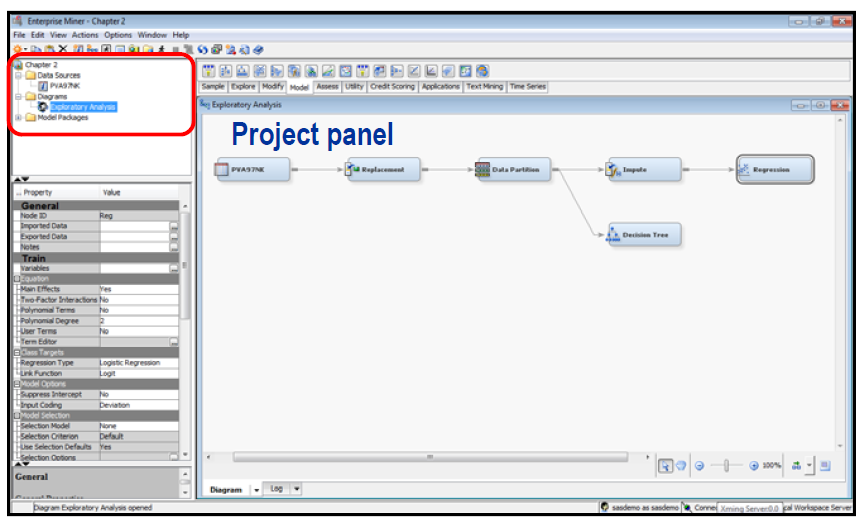 Enterprise Miner - Chapter 2
File Edit View Actions Options Window Help
Chapter 2
Data Sources
PVA97NK
Diagrams
Exploratory Analysis
Model Packages
Sample Explore Modify Model Assess Utility Credit Scoring Applications Text Mining Time Series
Exploratory Analysis
Project panel
PVA97NK Replacement Data Partition Impute Regression
Decision Tree
... Property Value
General
Node ID Reg
Imported Data
Exported Data
Notes
Train
Variables
Equation
Main Effects Yes
Two-Factor Interactions No
Polynomial Terms No
Polynomial Degree 2
User Terms No
Term Editor
Class Targets
Regression Type Logistic Regression
Link Function Logit
Model Options
Suppress Intercept No
Input Coding Deviation
Model Selection
Selection Model None
Selection Criterion Default
Use Selection Defaults Yes
Selection Options
General
General Properties
100%
Diagram Log
Diagram Exploratory Analysis opened
sasdemo as sasdemo Connec Xming Server:0.0 cal Workspace Server